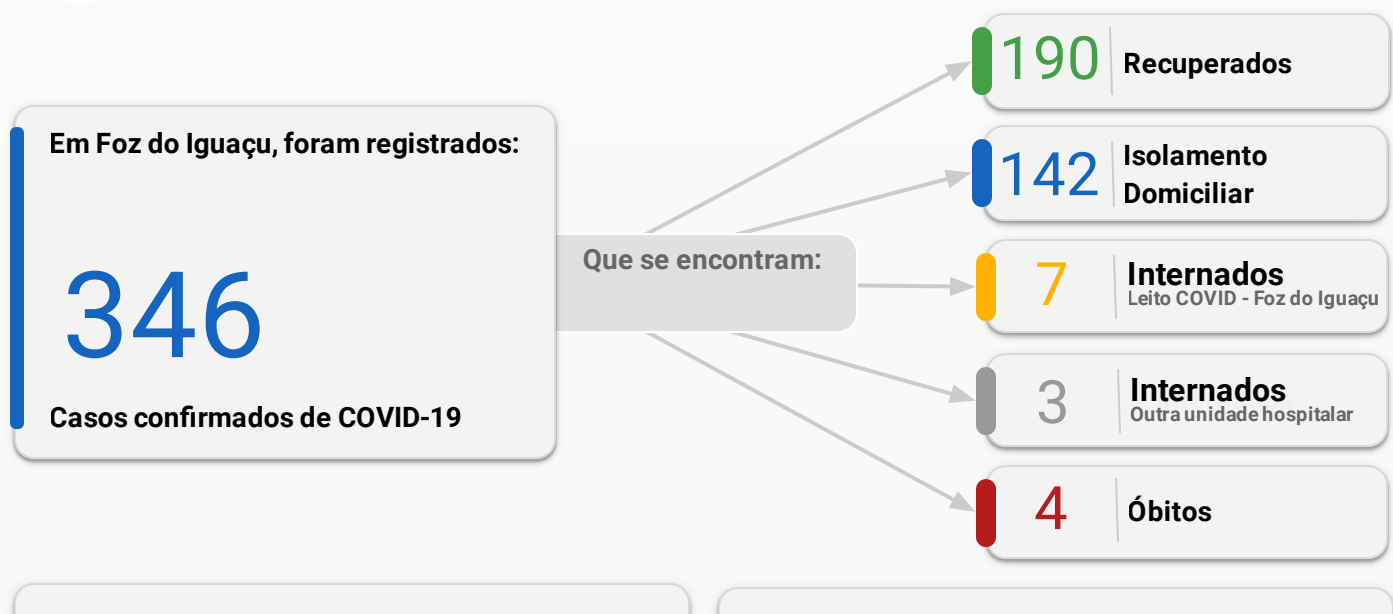 Em Foz do Iguaçu, foram registrados:
346
Casos confirmados de COVID-19
Que se encontram:
190 Recuperados
142 Isolamento
Domiciliar
7 Internados
Leito COVID - Foz do Iguaçu
3 Internados
Outra unidade hospitalar
4 Óbitos